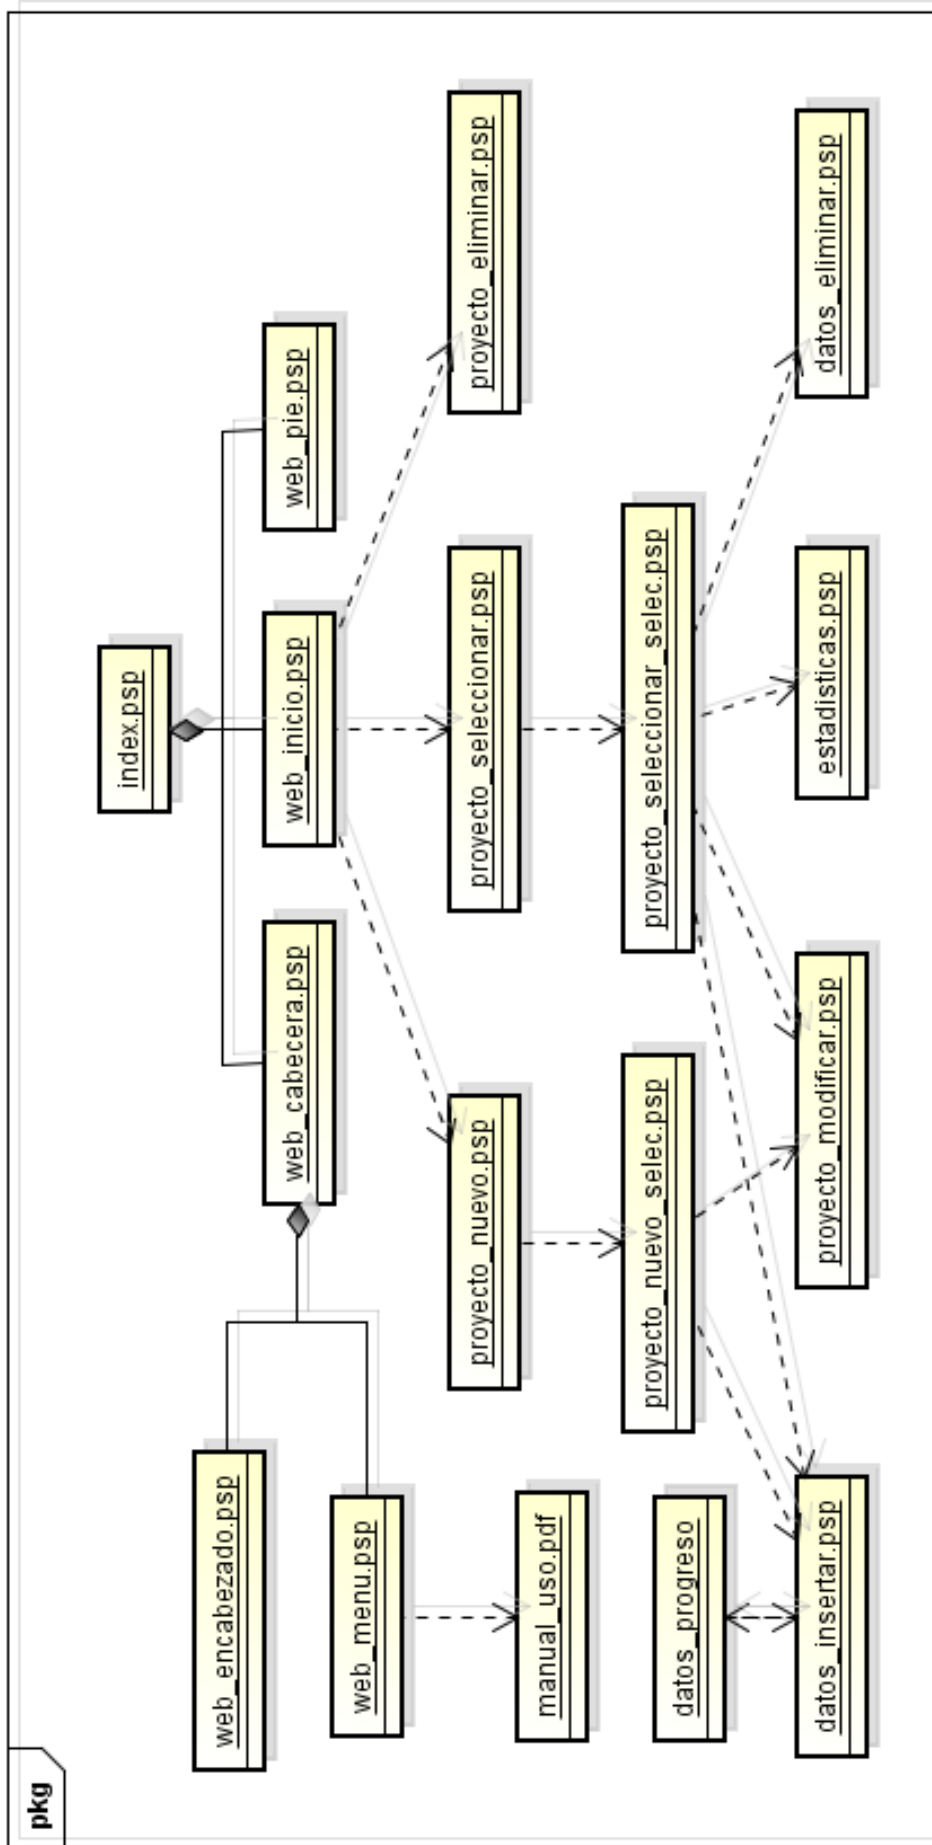 pkg
index.psp
web_encabezado.psp
web_cabecera.psp
web_inicio.psp
web_pie.psp
web_menu.psp
manual_uso.pdf
proyecto_nuevo.psp
proyecto_seleccionar.psp
proyecto_eliminar.psp
datos_progreso
proyecto_nuevo_selec.psp
proyecto_seleccionar_selec.psp
datos_insertar.psp
proyecto_modificar.psp
estadisticas.psp
datos_eliminar.psp